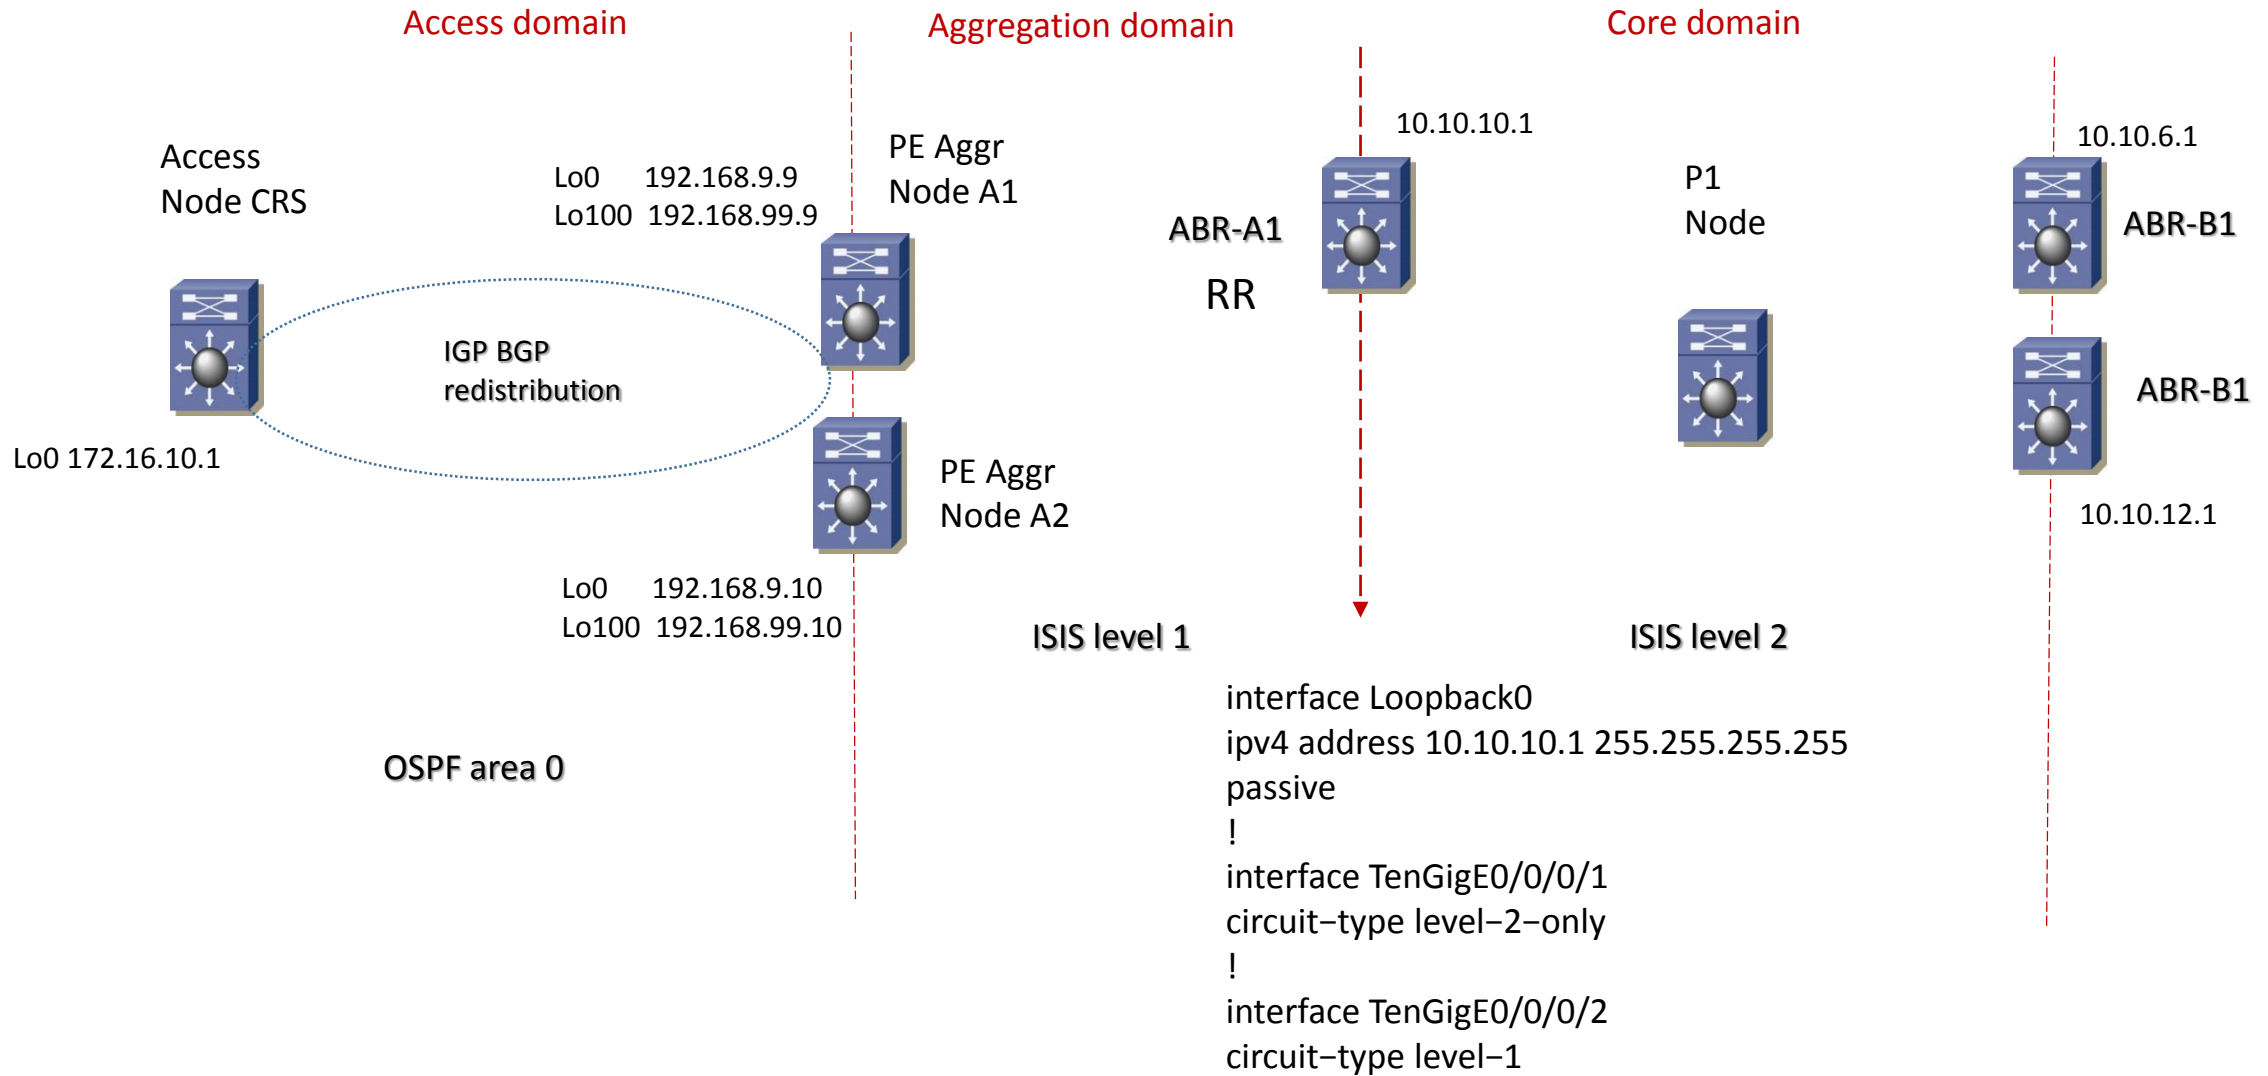 Access domain
Aggregation domain
Core domain
Access
Node CRS
Lo0 172.16.10.1
IGP BGP
redistribution
Lo0 192.168.9.9
Lo100 192.168.99.9
PE Aggr
Node A1
PE Aggr
Node A2
Lo0 192.168.9.10
Lo100 192.168.99.10
10.10.10.1
ABR-A1
RR
P1
Node
10.10.6.1
ABR-B1
ABR-B1
10.10.12.1
ISIS level 1
ISIS level 2
OSPF area 0
interface Loopback0
ipv4 address 10.10.10.1 255.255.255.255
passive
!
interface TenGigE0/0/0/1
circuit−type level−2−only
!
interface TenGigE0/0/0/2
circuit−type level−1